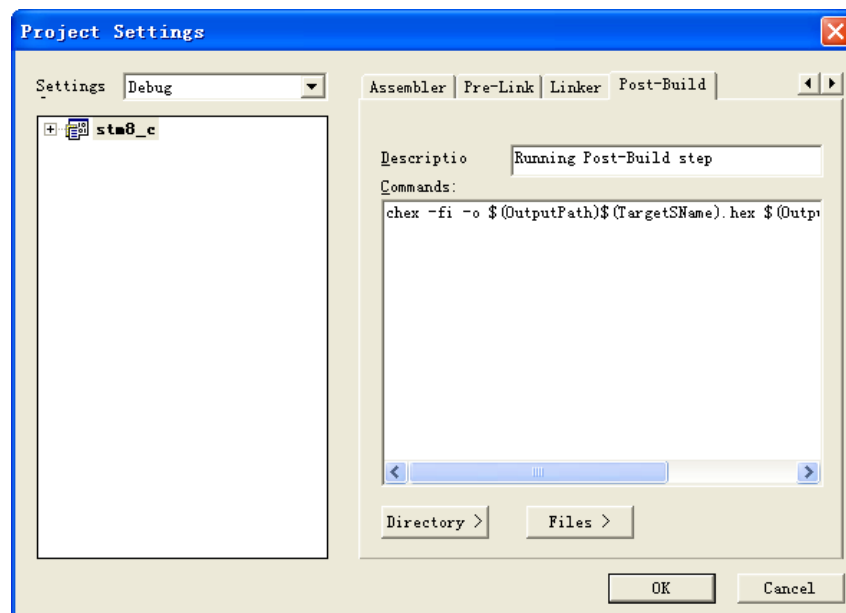 Project Settings
Settings Debug
Assembler Pre-Link Linker Post-Build
stm8_c
Descriptio Running Post-Build step
Commands:
chex -fi -o $(OutputPath)$(TargetSName).hex $(Outpu
Directory > Files >
OK Cancel